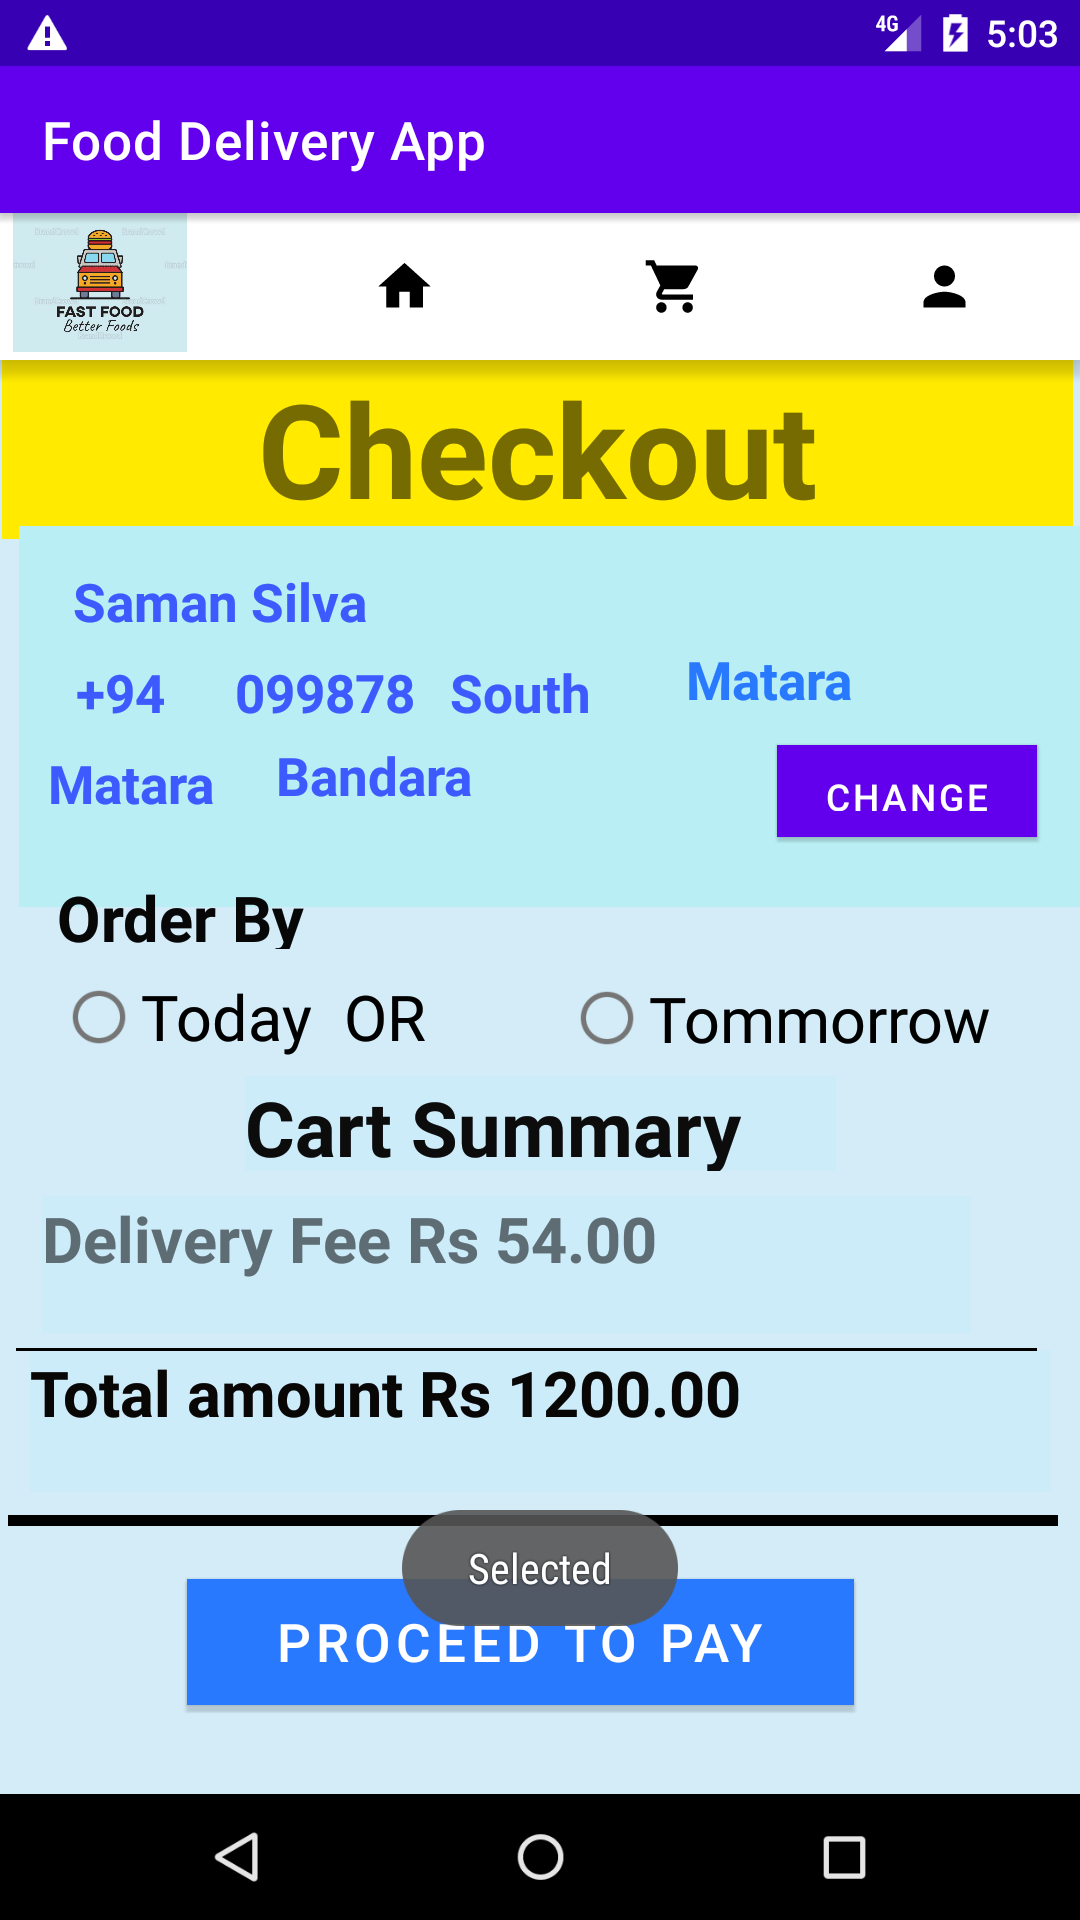 4G 5:03
Food Delivery App
FAST FOOD
Better Foods
Checkout
Saman Silva
+94 099878 South Matara
Matara Bandara
CHANGE
Order By
Today OR Tommorrow
Cart Summary
Delivery Fee Rs 54.00
Total amount Rs 1200.00
Selected
PROCEED TO PAY